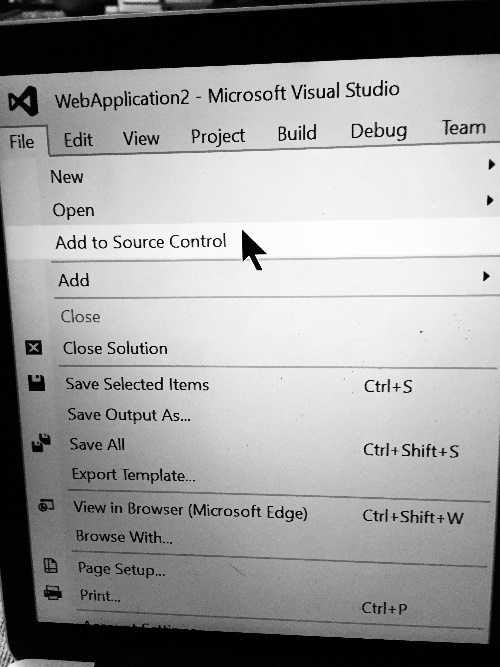 WebApplication2 - Microsoft Visual Studio
File Edit View Project Build Debug Team
New
Open
Add to Source Control
Add
Close
Close Solution
Save Selected Items Ctrl+S
Save Output As...
Save All Ctrl+Shift+S
Export Template...
View in Browser (Microsoft Edge) Ctrl+Shift+W
Browse With...
Page Setup...
Print... Ctrl+P